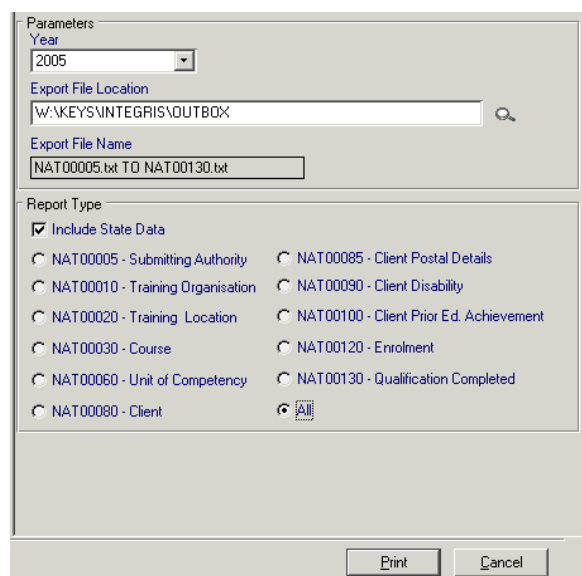 Parameters
Year
2005
Export File Location
W:\KEYS\INTEGRIS\OUTBOX
Export File Name
NAT00005.txt TO NAT00130.txt
Report Type
Include State Data
NAT00005 - Submitting Authority
NAT00085 - Client Postal Details
NAT00010 - Training Organisation
NAT00090 - Client Disability
NAT00020 - Training  Location
NAT00100 - Client Prior Ed. Achievement
NAT00030 - Course
NAT00120 - Enrolment
NAT00060 - Unit of Competency
NAT00130 - Qualification Completed
NAT00080 - Client
All
Print
Cancel